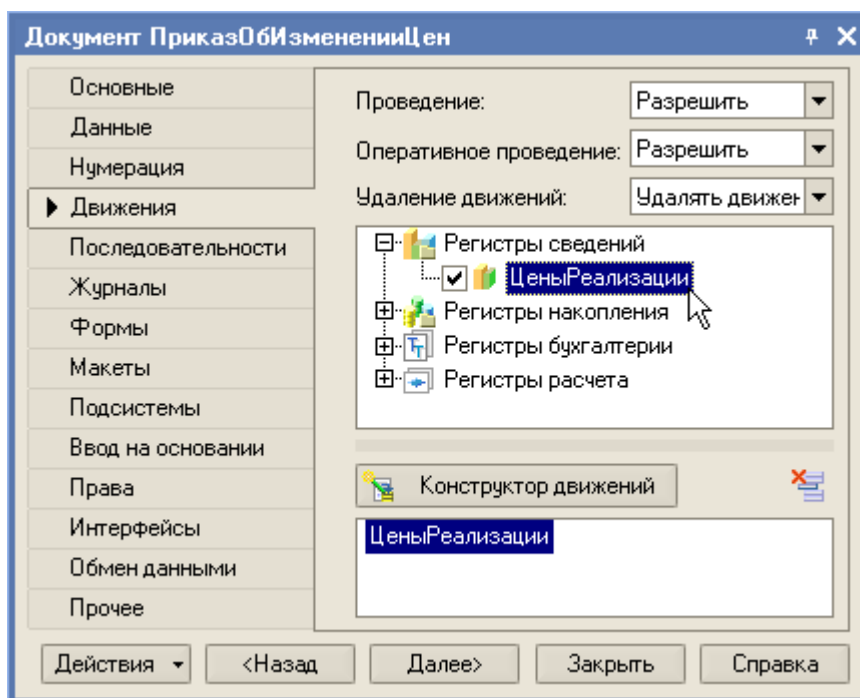 Документ ПриказОбИзмененииЦен
Основные
Данные
Нумерация
Движения
Последовательности
Журналы
Формы
Макеты
Подсистемы
Ввод на основании
Права
Интерфейсы
Обмен данными
Прочее
Проведение: Разрешить
Оперативное проведение: Разрешить
Удаление движений: Удалять движен
Регистры сведений
ЦеныРеализации
Регистры накопления
Регистры бухгалтерии
Регистры расчета
Конструктор движений
ЦеныРеализации
Действия <Назад Далее> Закрыть Справка